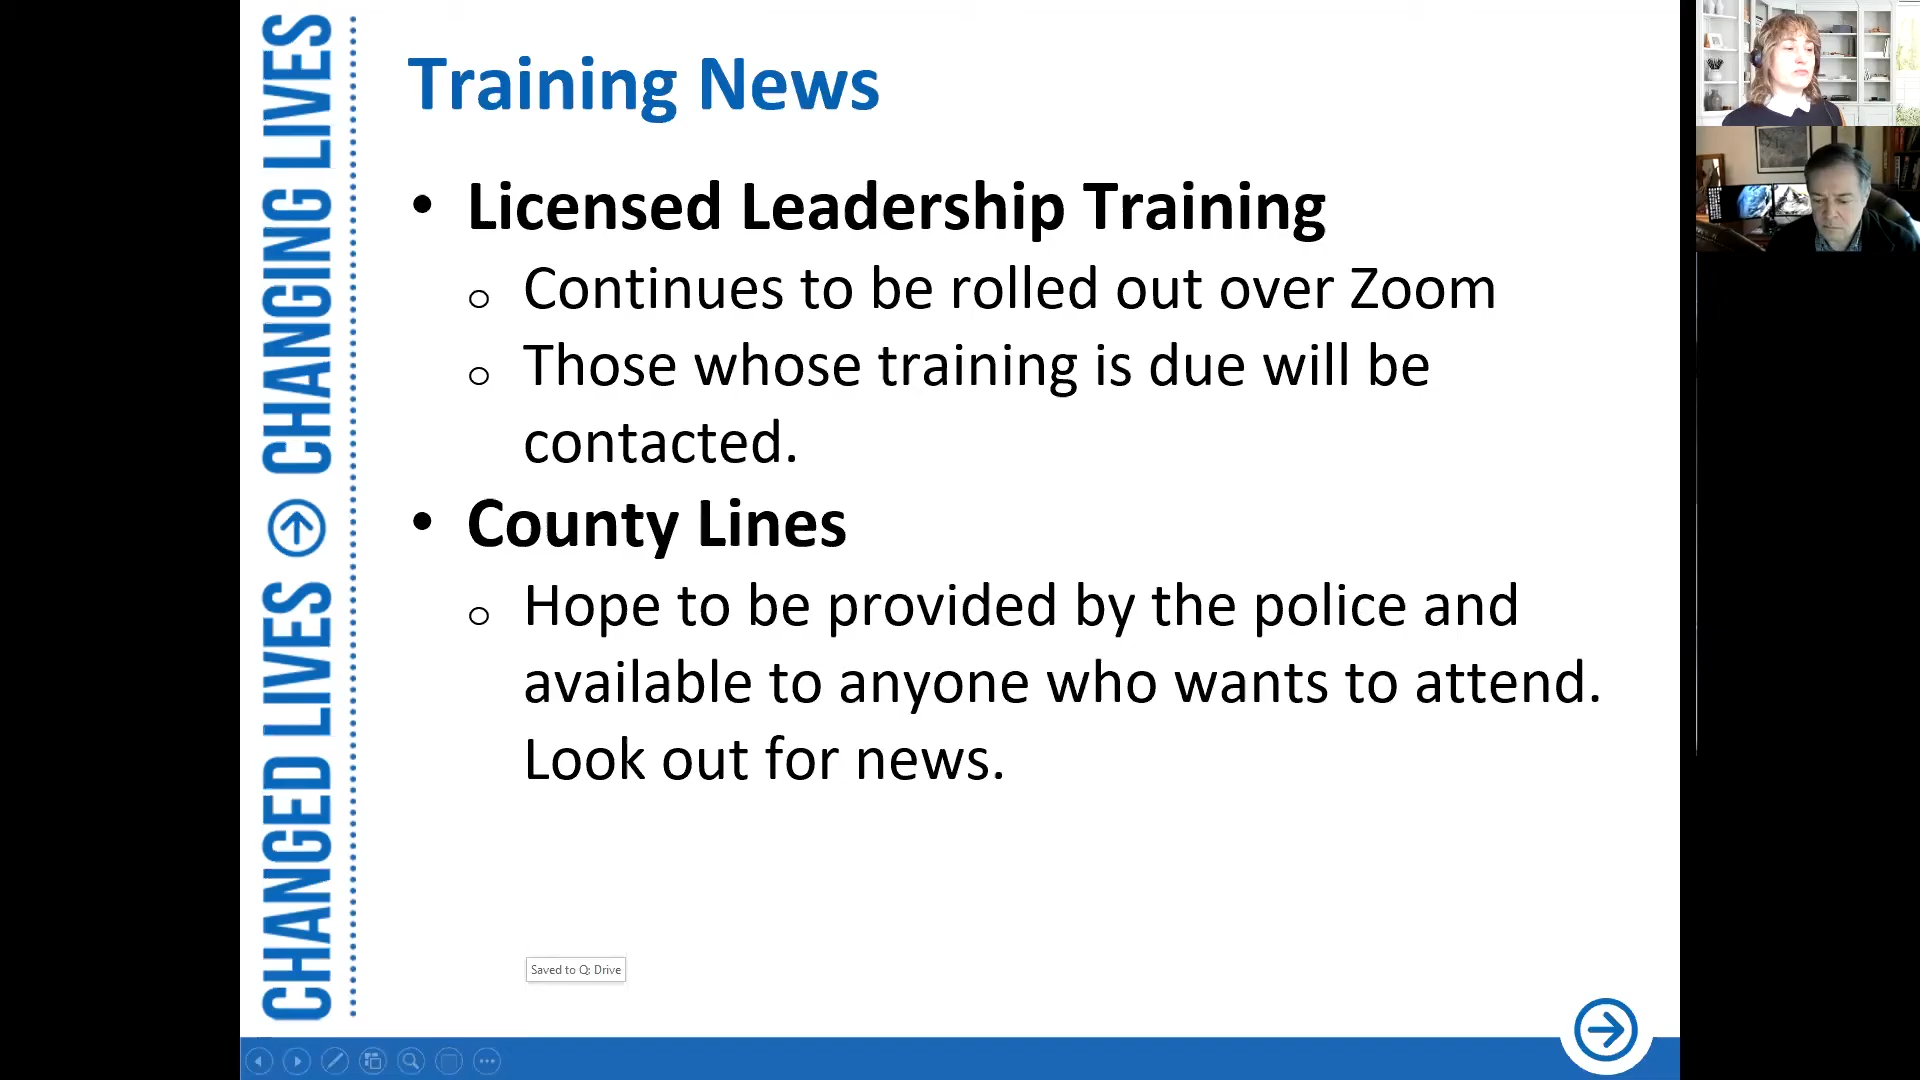 CHANGED LIVES CHANGING LIVES
Training News
• Licensed Leadership Training
o Continues to be rolled out over Zoom
o Those whose training is due will be
contacted.
• County Lines
o Hope to be provided by the police and
available to anyone who wants to attend.
Look out for news.
Saved to Q: Drive